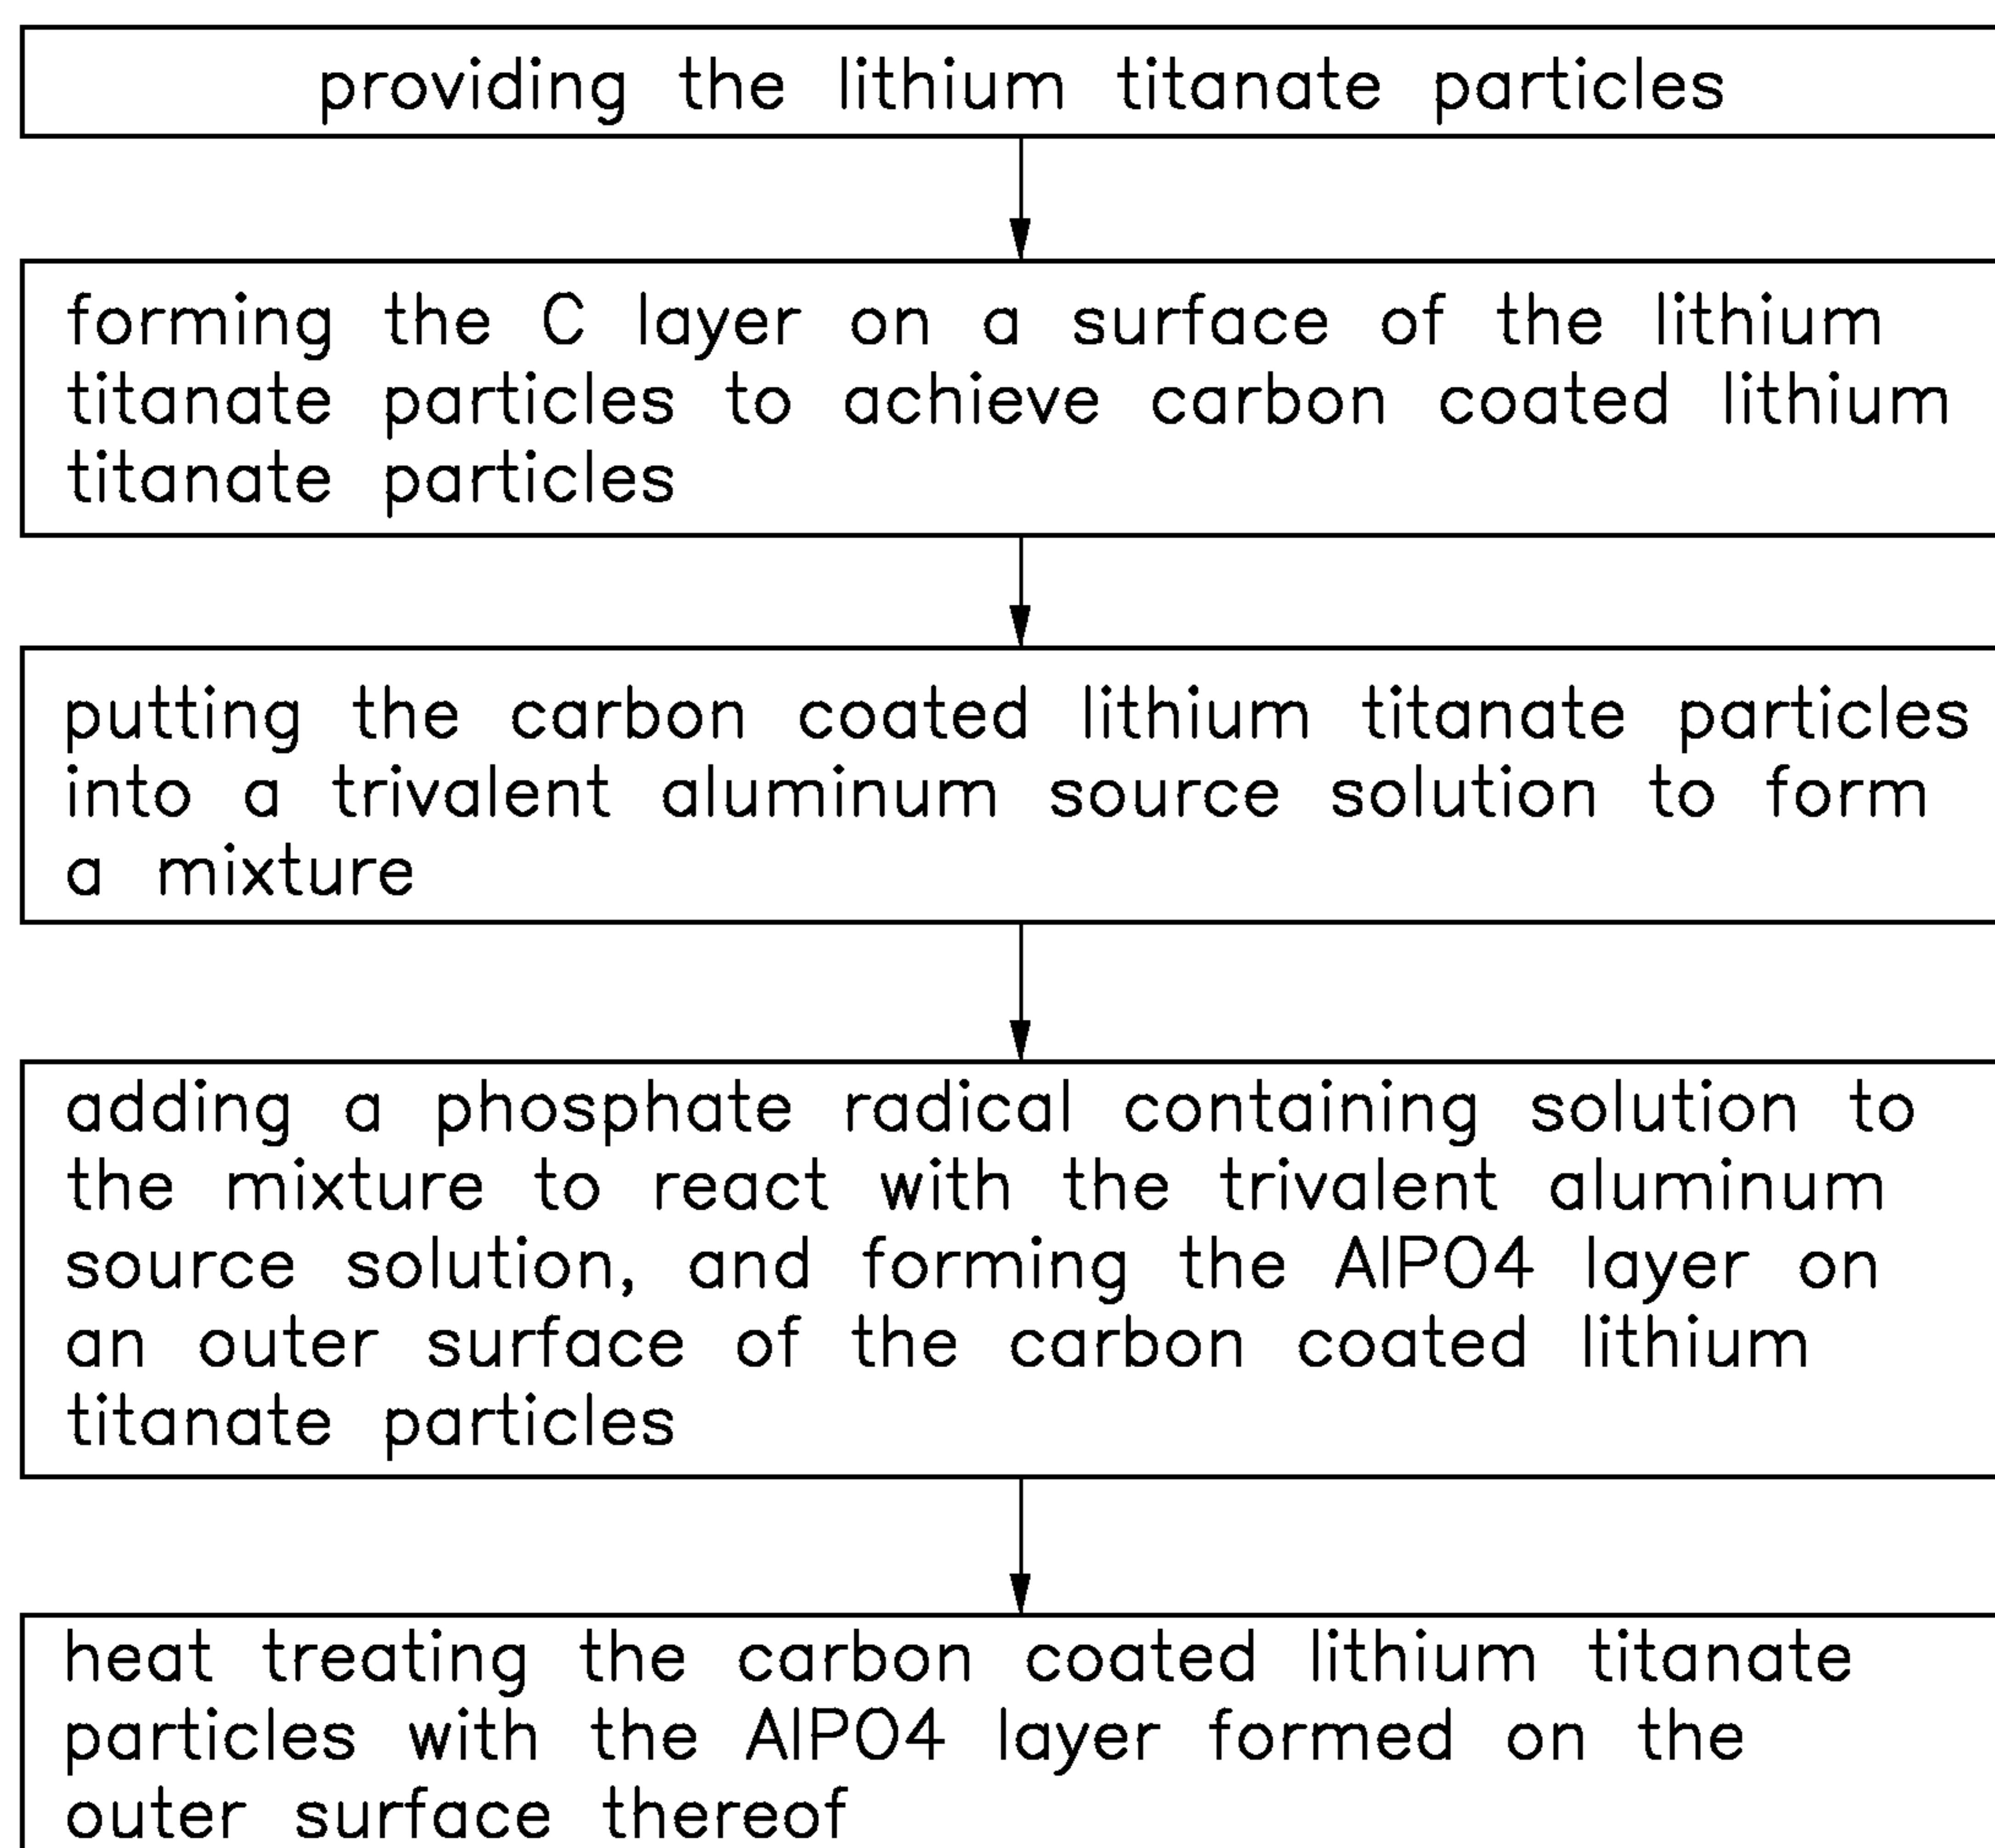 providing the lithium titanate particles
forming the C layer on a surface of the lithium
titanate particles to achieve carbon coated lithium
titanate particles
putting the carbon coated lithium titanate particles
into a trivalent aluminum source solution to form
a mixture
adding a phosphate radical containing solution to
the mixture to react with the trivalent aluminum
source solution, and forming the AlPO4 layer on
an outer surface of the carbon coated lithium
titanate particles
heat treating the carbon coated lithium titanate
particles with the AlPO4 layer formed on the
outer surface thereof